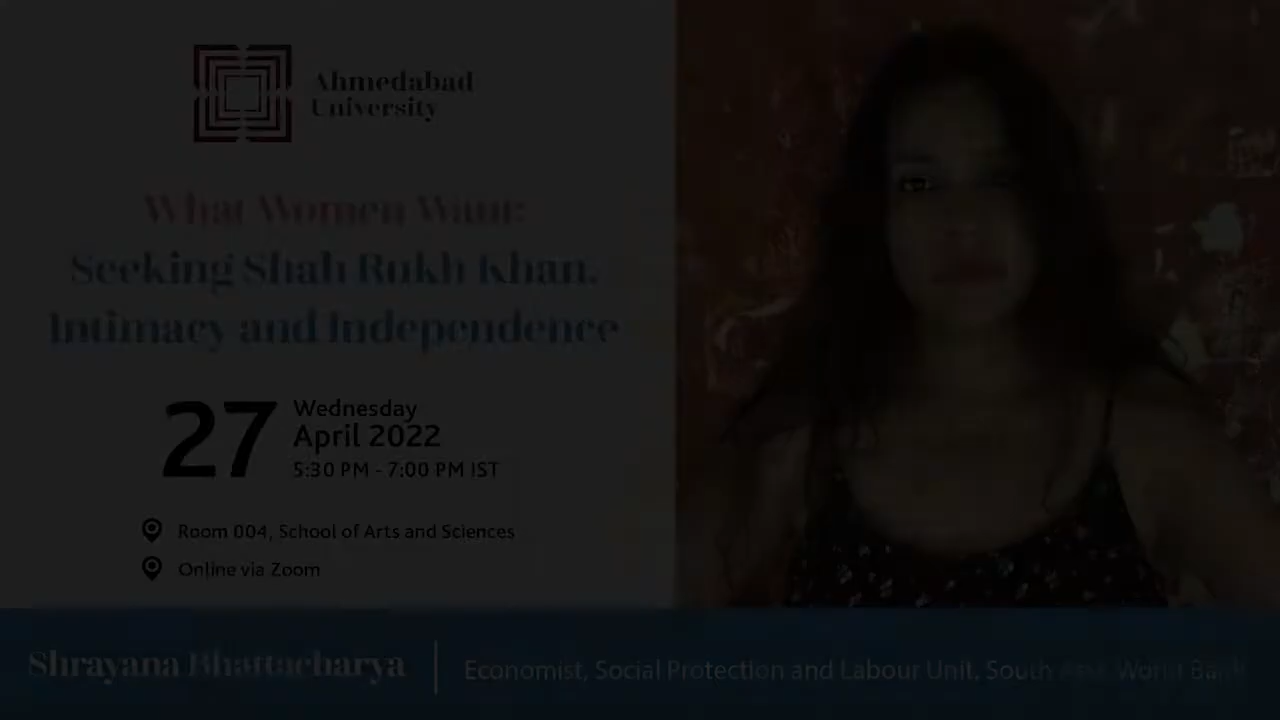 Ahmedabad
University
What Women Want:
Seeking Shah Rukh Khan,
Intimacy and Independence
27
Wednesday
April 2022
5:30 PM - 7:00 PM IST
Room 004, School of Arts and Sciences
Online via Zoom
Shrayana Bhattacharya
Economist, Social Protection and Labour Unit, South Asia, World Bank